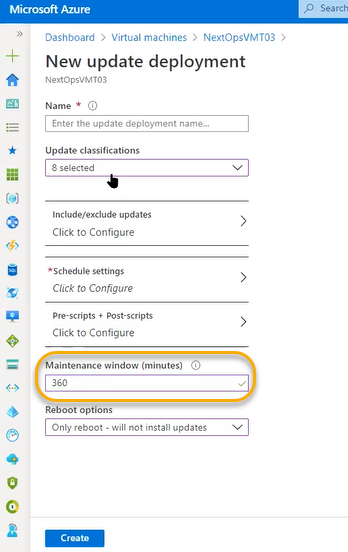 Microsoft Azure
Search
Dashboard > Virtual machines > NextOpsVMT03 >
New update deployment
NextOpsVMT03
Name *
Enter the update deployment name...
Update classifications
8 selected
Include/exclude updates
Click to Configure
*Schedule settings
Click to Configure
Pre-scripts + Post-scripts
Click to Configure
Maintenance window (minutes)
360
Reboot options
Only reboot - will not install updates
Create